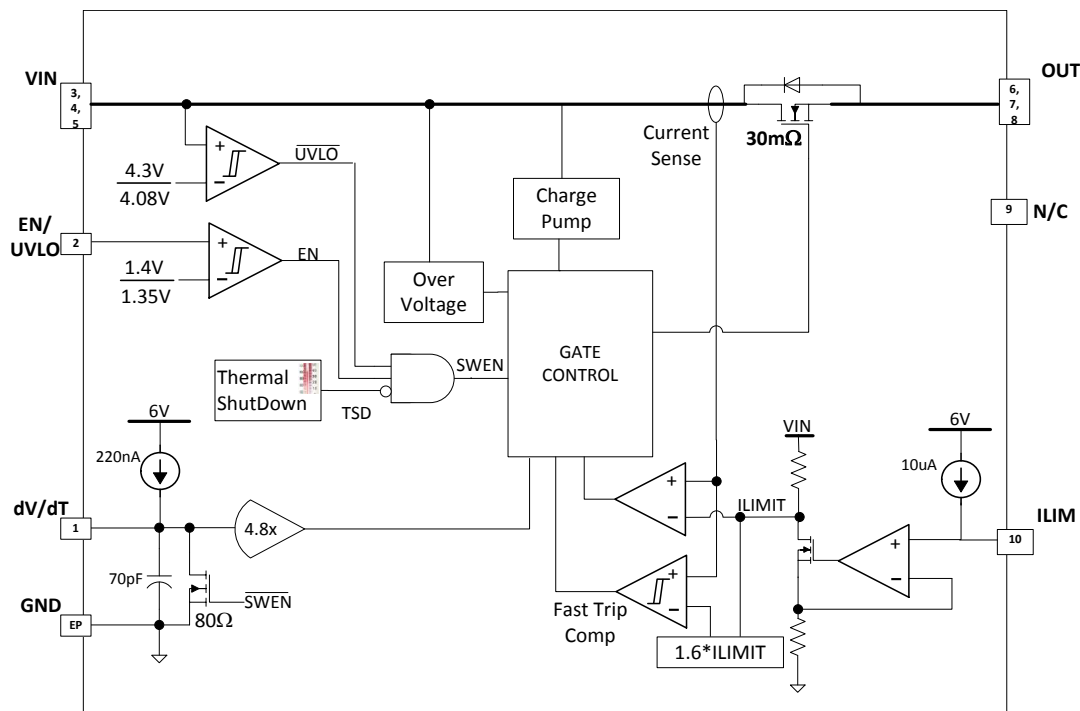 VIN
3,
4,
5
OUT
6,
7,
8
Current
Sense
30mΩ
4.3V
4.08V
UVLO
Charge
Pump
9
N/C
EN/
UVLO
2
1.4V
1.35V
EN
Over
Voltage
GATE
CONTROL
Thermal
ShutDown
TSD
SWEN
6V
220nA
VIN
6V
10uA
dV/dT
1
4.8x
ILIMIT
ILIM
10
70pF
GND
EP
80Ω
SWEN
Fast Trip
Comp
1.6*ILIMIT